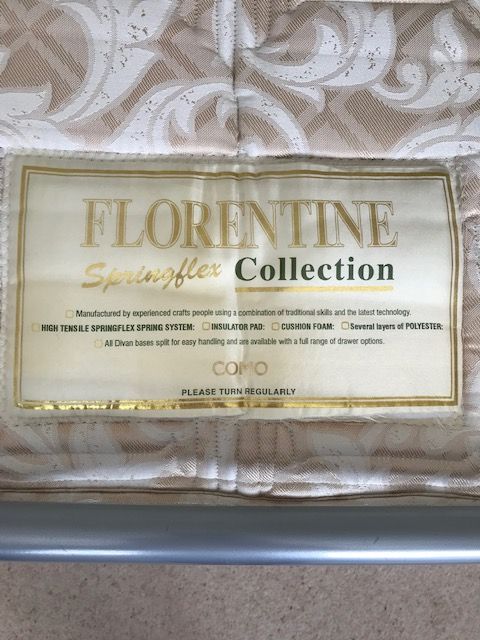 FLORENTINE
Springflex Collection
Manufactured by experienced crafts people using a combination of traditional skills and the latest technology.
HIGH TENSILE SPRINGFLEX SPRING SYSTEM: INSULATOR PAD: CUSHION FOAM: Several layers of POLYESTER:
All Divan bases split for easy handling and are available with a full range of drawer options.
COMO
PLEASE TURN REGULARLY